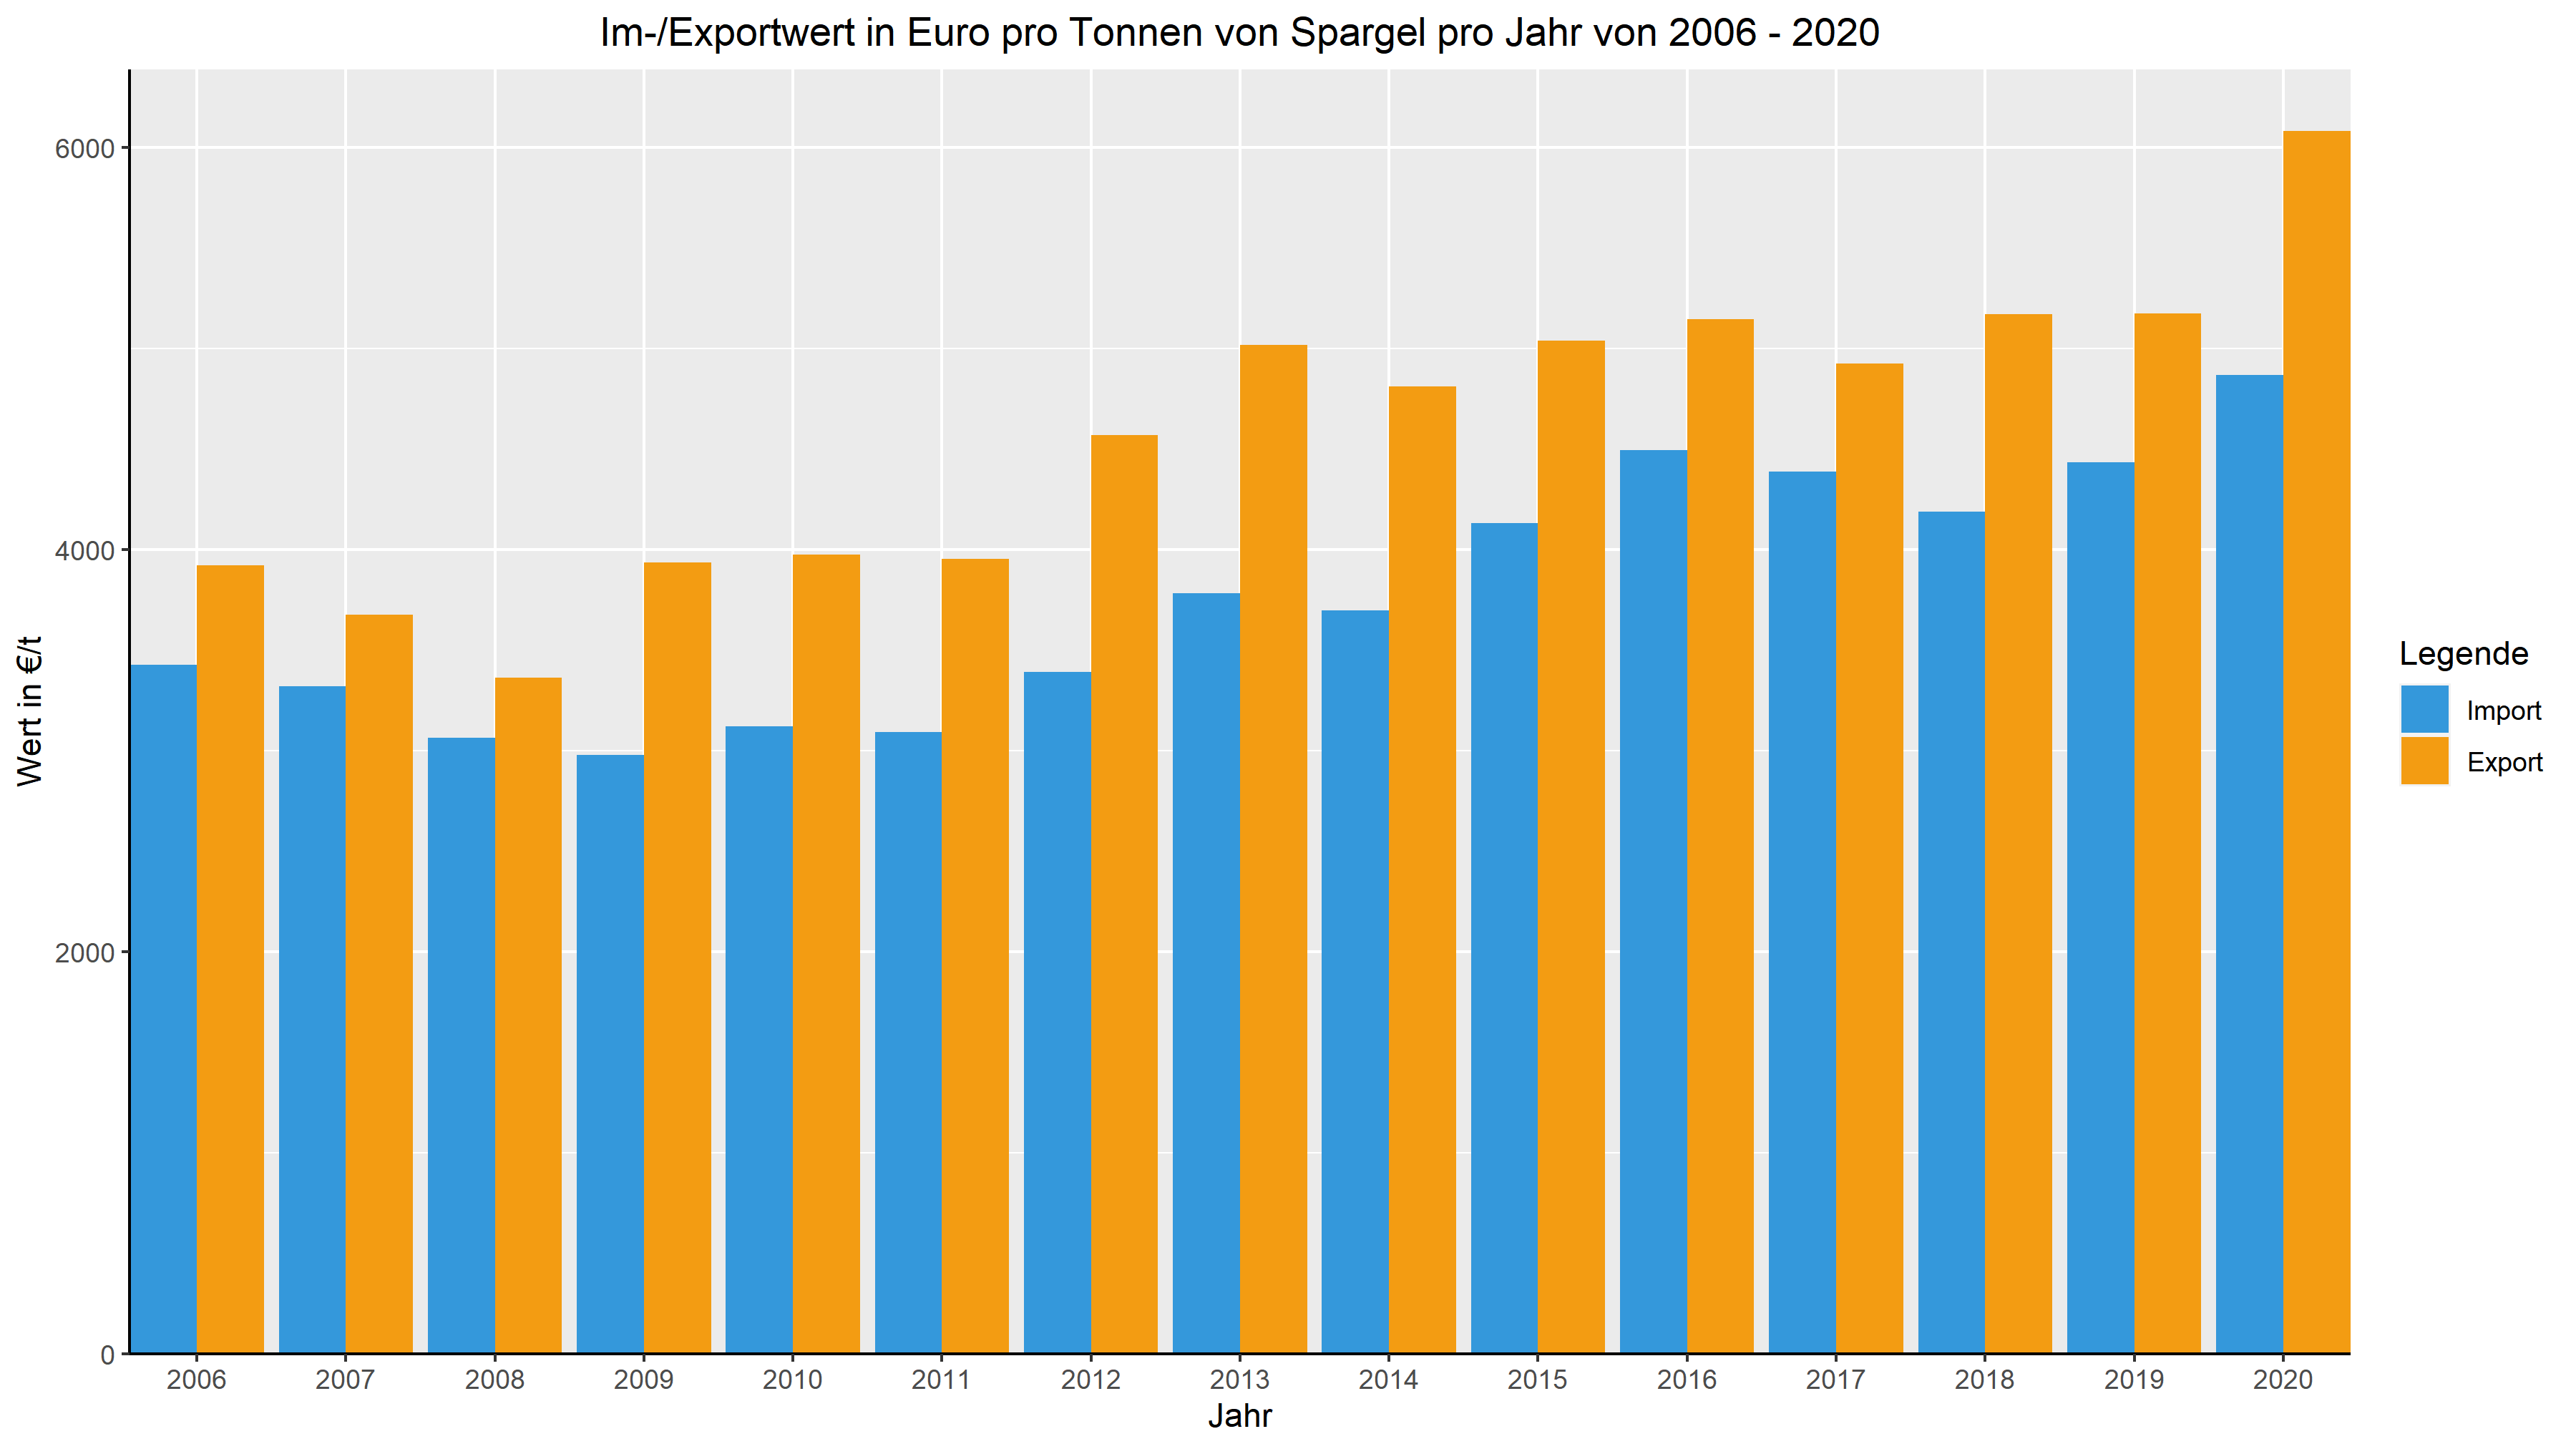 Im-/Exportwert in Euro pro Tonnen von Spargel pro Jahr von 2006 - 2020
Wert in €/t
6000
4000
2000
0
2006 2007 2008 2009 2010 2011 2012 2013 2014 2015 2016 2017 2018 2019 2020
Jahr
Legende
Import
Export